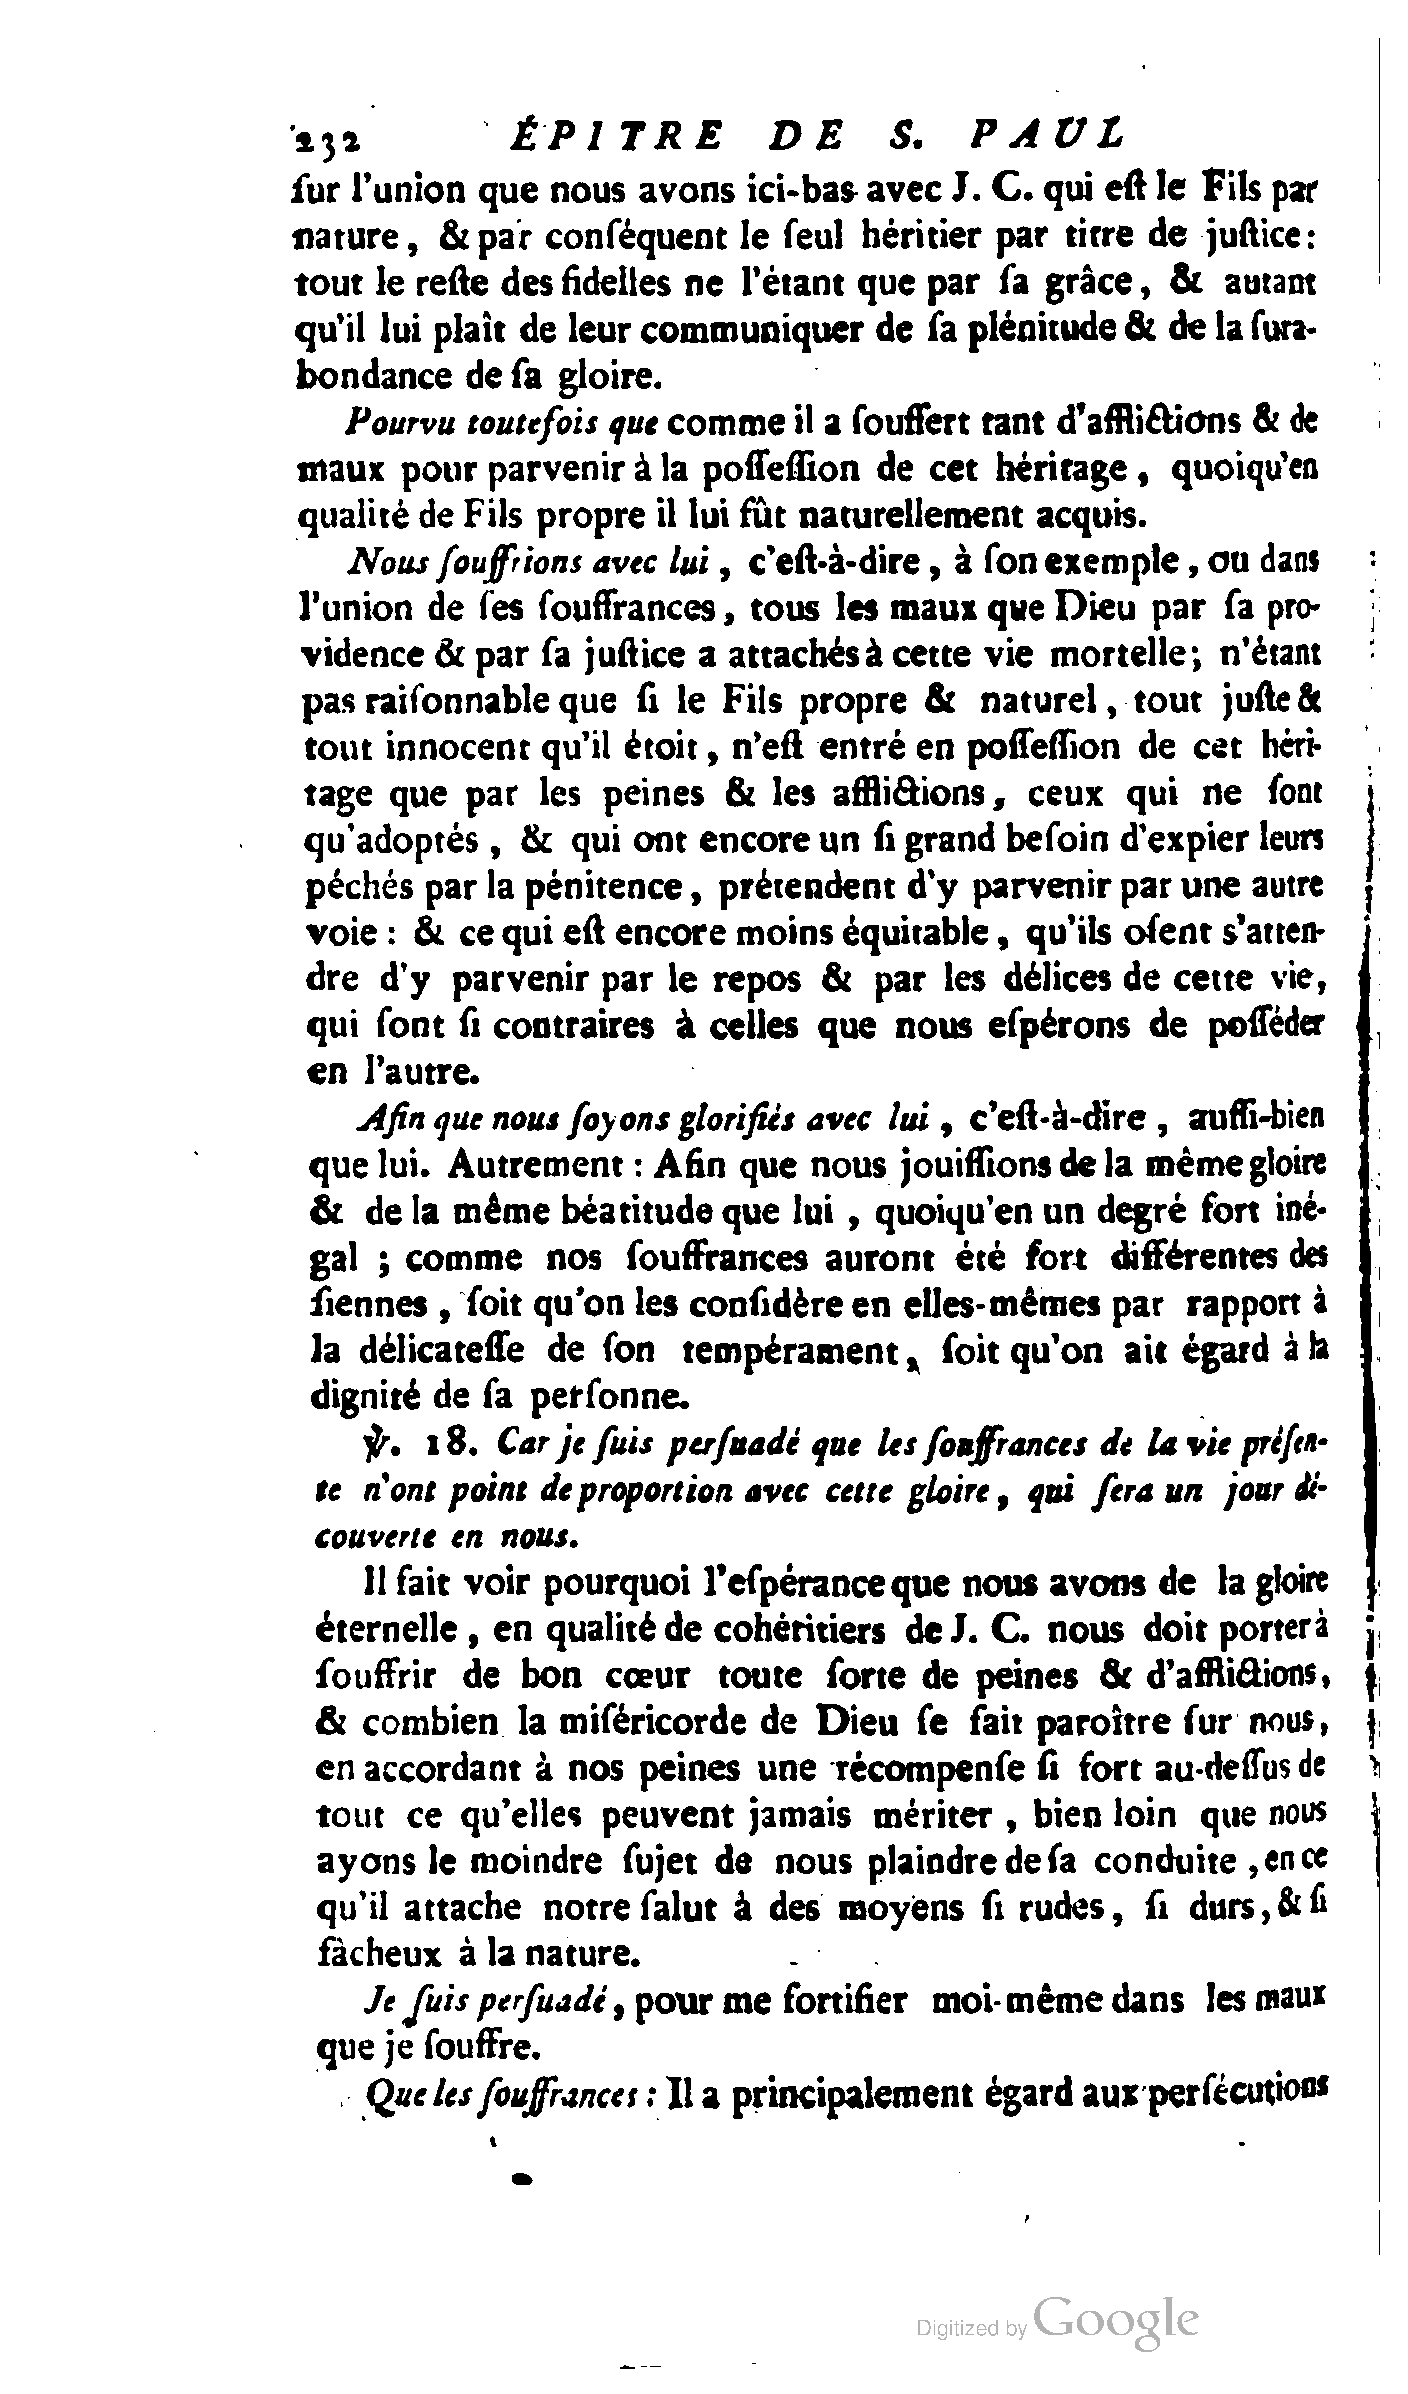 232 ÉPITRE DE S. PAUL
ſur l'union que nous avons ici-bas avec J. C. qui eſt le Fils par
nature, & par conſéquent le ſeul héritier par titre de juſtice:
tout le reſte des fidelles ne l'étant que par ſa grâce, & autant
qu'il lui plaît de leur communiquer de ſa plénitude & de la ſura-
bondance de ſa gloire.
Pourvu toutefois que comme il a ſouffert tant d'afflictions & de
maux pour parvenir à la poſſeſſion de cet héritage, quoiqu'en
qualité de Fils propre il lui fût naturellement acquis.
Nous ſouffrions avec lui, c'eſt-à-dire, à ſon exemple, ou dans
l'union de ſes ſouffrances, tous les maux que Dieu par ſa pro-
vidence & par ſa juſtice a attachés à cette vie mortelle; n'étant
pas raiſonnable que ſi le Fils propre & naturel, tout juſte &
tout innocent qu'il étoit, n'eſt entré en poſſeſſion de cet héri-
tage que par les peines & les afflictions, ceux qui ne ſont
qu'adoptés, & qui ont encore un ſi grand beſoin d'expier leurs
péchés par la pénitence, prétendent d'y parvenir par une autre
voie : & ce qui eſt encore moins équitable, qu'ils oſent s'atten-
dre d'y parvenir par le repos & par les délices de cette vie,
qui ſont ſi contraires à celles que nous eſpérons de poſſéder
en l'autre.
Afin que nous ſoyons glorifiés avec lui, c'eſt-à-dire, auſſi-bien
que lui. Autrement : Afin que nous jouiſſions de la même gloire
& de la même béatitude que lui, quoiqu'en un degré fort iné-
gal ; comme nos ſouffrances auront été fort différentes des
ſiennes, ſoit qu'on les conſidère en elles-mêmes par rapport à
la délicateſſe de ſon tempérament, ſoit qu'on ait égard à la
dignité de ſa perſonne.
℣. 18. Car je ſuis perſuadé que les ſouffrances de la vie préſen-
te n'ont point de proportion avec cette gloire, qui ſera un jour dé-
couverte en nous.
Il fait voir pourquoi l'eſpérance que nous avons de la gloire
éternelle, en qualité de cohéritiers de J. C. nous doit porter à
ſouffrir de bon cœur toute ſorte de peines & d'afflictions,
& combien la miſéricorde de Dieu ſe fait paroître ſur nous,
en accordant à nos peines une récompenſe ſi fort au-deſſus de
tout ce qu'elles peuvent jamais mériter, bien loin que nous
ayons le moindre ſujet de nous plaindre de ſa conduite, en ce
qu'il attache notre ſalut à des moyens ſi rudes, ſi durs, & ſi
fâcheux à la nature.
Je ſuis perſuadé, pour me fortifier moi-même dans les maux
que je ſouffre.
Que les ſouffrances : Il a principalement égard aux perſécutions
Digitized by Google